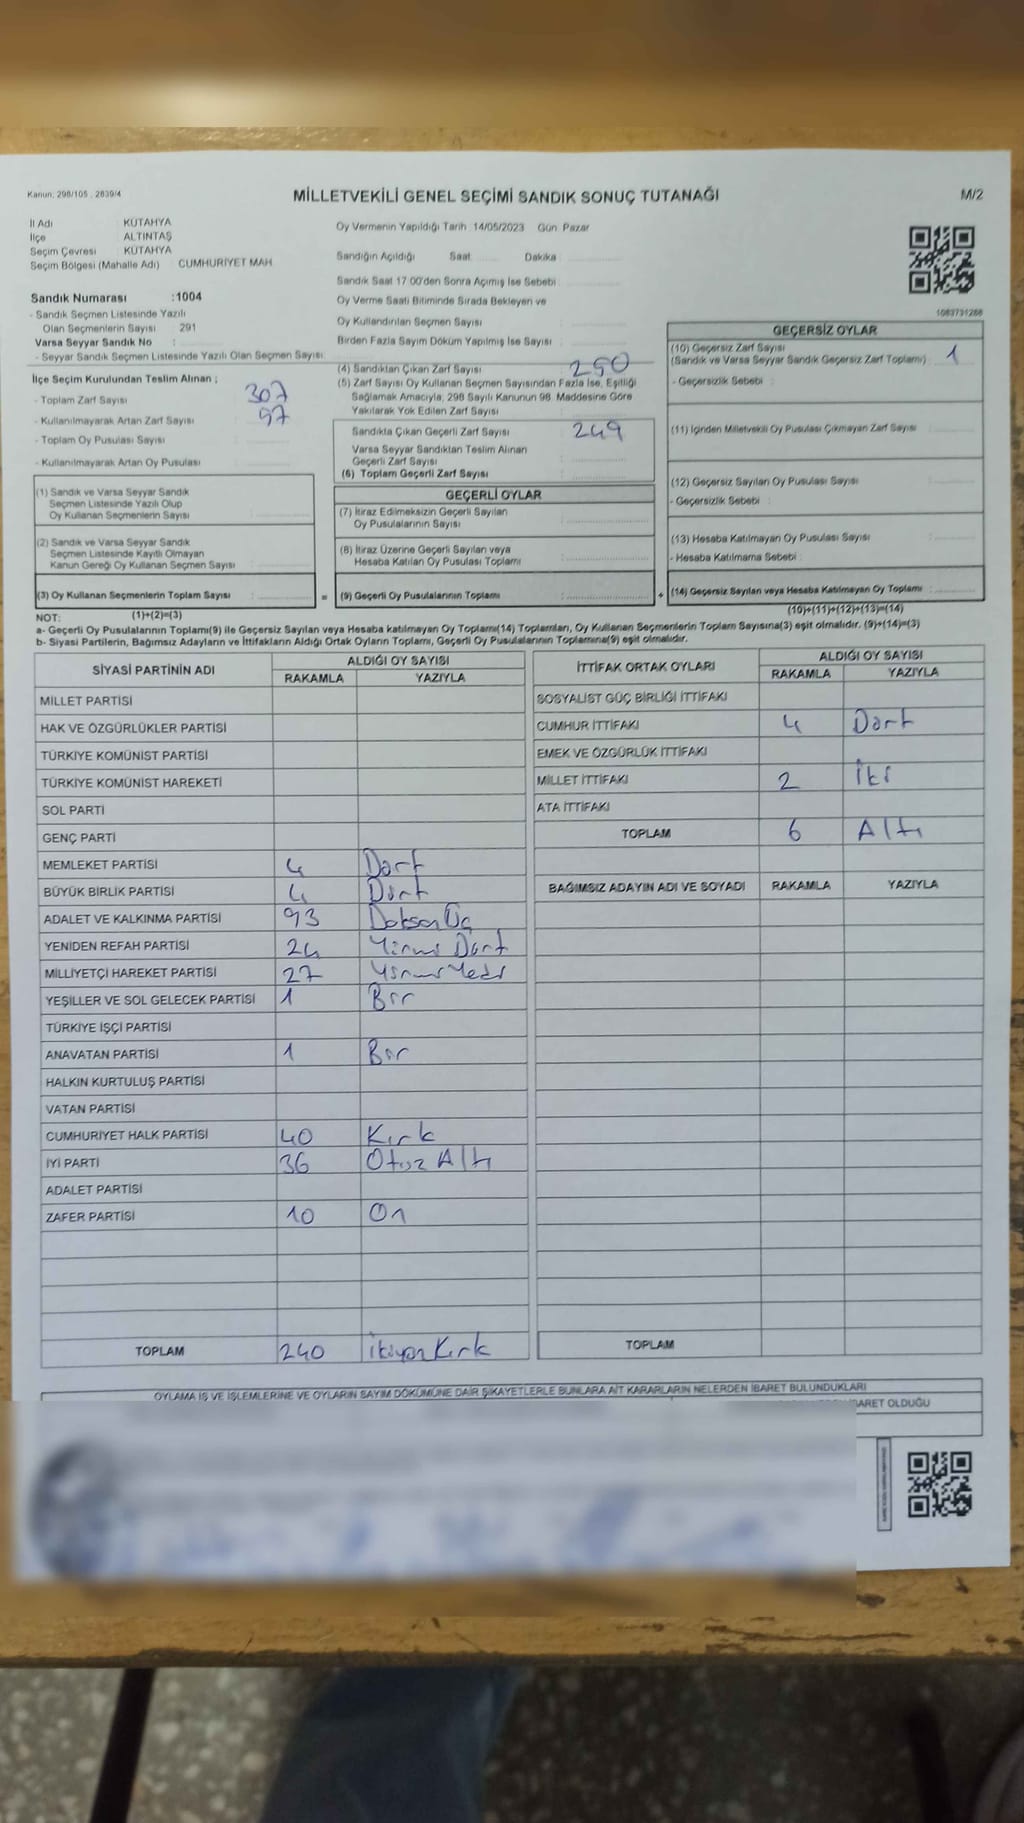 Kanun: 298/105 , 2839/4
MİLLETVEKİLİ GENEL SEÇİMİ SANDIK SONUÇ TUTANAĞI
M/2
İl Adı : KÜTAHYA
İlçe : ALTINTAŞ
Seçim Çevresi : KÜTAHYA
Seçim Bölgesi (Mahalle Adı) CUMHURİYET MAH.
Sandık Numarası :1004
- Sandık Seçmen Listesinde Yazılı
Olan Seçmenlerin Sayısı : 291
Varsa Seyyar Sandık No :
- Seyyar Sandık Seçmen Listesinde Yazılı Olan Seçmen Sayısı:
Oy Vermenin Yapıldığı Tarih :14/05/2023 Gün: Pazar
Sandığın Açıldığı Saat: Dakika :
Sandık Saat 17:00'den Sonra Açımış İse Sebebi :
Oy Verme Saati Bitiminde Sırada Bekleyen ve
Oy Kullandırılan Seçmen Sayısı :
Birden Fazla Sayım Döküm Yapılmış İse Sayısı :
1083731288
İlçe Seçim Kurulundan Teslim Alınan ;
- Toplam Zarf Sayısı : 307
- Kullanılmayarak Artan Zarf Sayısı : 97
- Toplam Oy Pusulası Sayısı :
- Kullanılmayarak Artan Oy Pusulası :
(4) Sandıktan Çıkan Zarf Sayısı : 250
(5) Zarf Sayısı Oy Kullanan Seçmen Sayısından Fazla İse, Eşitliği
Sağlamak Amacıyla; 298 Sayılı Kanunun 98. Maddesine Göre
Yakılarak Yok Edilen Zarf Sayısı :
Sandıkta Çıkan Geçerli Zarf Sayısı : 249
Varsa Seyyar Sandıktan Teslim Alınan
Geçerli Zarf Sayısı :
(6) Toplam Geçerli Zarf Sayısı :
GEÇERSİZ OYLAR
(10) Geçersiz Zarf Sayısı
(Sandık ve Varsa Seyyar Sandık Geçersiz Zarf Toplamı) : 1
- Geçersizlik Sebebi :
(11) İçinden Milletvekili Oy Pusulası Çıkmayan Zarf Sayısı :
(12) Geçersiz Sayılan Oy Pusulası Sayısı :
- Geçersizlik Sebebi :
(13) Hesaba Katılmayan Oy Pusulası Sayısı :
- Hesaba Katılmama Sebebi :
(14) Geçersiz Sayılan veya Hesaba Katılmayan Oy Toplamı :
(10)+(11)+(12)+(13)=(14)
(1) Sandık ve Varsa Seyyar Sandık
Seçmen Listesinde Yazılı Olup
Oy Kullanan Seçmenlerin Sayısı :
(2) Sandık ve Varsa Seyyar Sandık
Seçmen Listesinde Kayıtlı Olmayan
Kanun Gereği Oy Kullanan Seçmen Sayısı :
(3) Oy Kullanan Seçmenlerin Toplam Sayısı : =
(1)+(2)=(3)
GEÇERLİ OYLAR
(7) İtiraz Edilmeksizin Geçerli Sayılan
Oy Pusulalarının Sayısı :
(8) İtiraz Üzerine Geçerli Sayılan veya
Hesaba Katılan Oy Pusulası Toplamı :
(9) Geçerli Oy Pusulalarının Toplamı : +
NOT:
a- Geçerli Oy Pusulalarının Toplamı(9) ile Geçersiz Sayılan veya Hesaba katılmayan Oy Toplamı(14) Toplamları, Oy Kullanan Seçmenlerin Toplam Sayısına(3) eşit olmalıdır. (9)+(14)=(3)
b- Siyasi Partilerin, Bağımsız Adayların ve İttifakların Aldığı Ortak Oyların Toplamı, Geçerli Oy Pusulalarının Toplamına(9) eşit olmalıdır.
SİYASİ PARTİNİN ADI ALDIĞI OY SAYISI
RAKAMLA YAZIYLA
MİLLET PARTİSİ
HAK VE ÖZGÜRLÜKLER PARTİSİ
TÜRKİYE KOMÜNİST PARTİSİ
TÜRKİYE KOMÜNİST HAREKETİ
SOL PARTİ
GENÇ PARTİ
MEMLEKET PARTİSİ 4 Dört
BÜYÜK BİRLİK PARTİSİ 4 Dört
ADALET VE KALKINMA PARTİSİ 93 Doksan Üç
YENİDEN REFAH PARTİSİ 24 Yirmi Dört
MİLLİYETÇİ HAREKET PARTİSİ 27 Yirmi Yedi
YEŞİLLER VE SOL GELECEK PARTİSİ 1 Bir
TÜRKİYE İŞÇİ PARTİSİ
ANAVATAN PARTİSİ 1 Bir
HALKIN KURTULUŞ PARTİSİ
VATAN PARTİSİ
CUMHURİYET HALK PARTİSİ 40 Kırk
İYİ PARTİ 36 Otuz Altı
ADALET PARTİSİ
ZAFER PARTİSİ 10 On
TOPLAM 240 İkiyüz Kırk
İTTİFAK ORTAK OYLARI ALDIĞI OY SAYISI
RAKAMLA YAZIYLA
SOSYALİST GÜÇ BİRLİĞİ İTTİFAKI
CUMHUR İTTİFAKI 4 Dört
EMEK VE ÖZGÜRLÜK İTTİFAKI
MİLLET İTTİFAKI 2 İki
ATA İTTİFAKI
TOPLAM 6 Altı
BAĞIMSIZ ADAYIN ADI VE SOYADI RAKAMLA YAZIYLA
TOPLAM
OYLAMA İŞ VE İŞLEMLERİNE VE OYLARIN SAYIM DÖKÜMÜNE DAİR ŞİKAYETLERLE BUNLARA AİT KARARLARIN NELERDEN İBARET BULUNDUKLARI
İBARET OLDUĞU